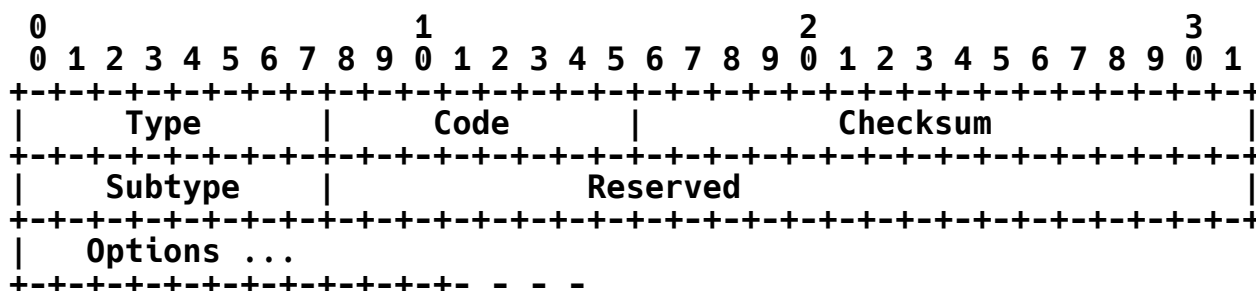 0                   1                   2                   3
 0 1 2 3 4 5 6 7 8 9 0 1 2 3 4 5 6 7 8 9 0 1 2 3 4 5 6 7 8 9 0 1
+-+-+-+-+-+-+-+-+-+-+-+-+-+-+-+-+-+-+-+-+-+-+-+-+-+-+-+-+-+-+-+-+
|     Type      |     Code      |          Checksum             |
+-+-+-+-+-+-+-+-+-+-+-+-+-+-+-+-+-+-+-+-+-+-+-+-+-+-+-+-+-+-+-+-+
|    Subtype    |             Reserved                          |
+-+-+-+-+-+-+-+-+-+-+-+-+-+-+-+-+-+-+-+-+-+-+-+-+-+-+-+-+-+-+-+-+
|   Options ...
+-+-+-+-+-+-+-+-+-+-+-+- - - -